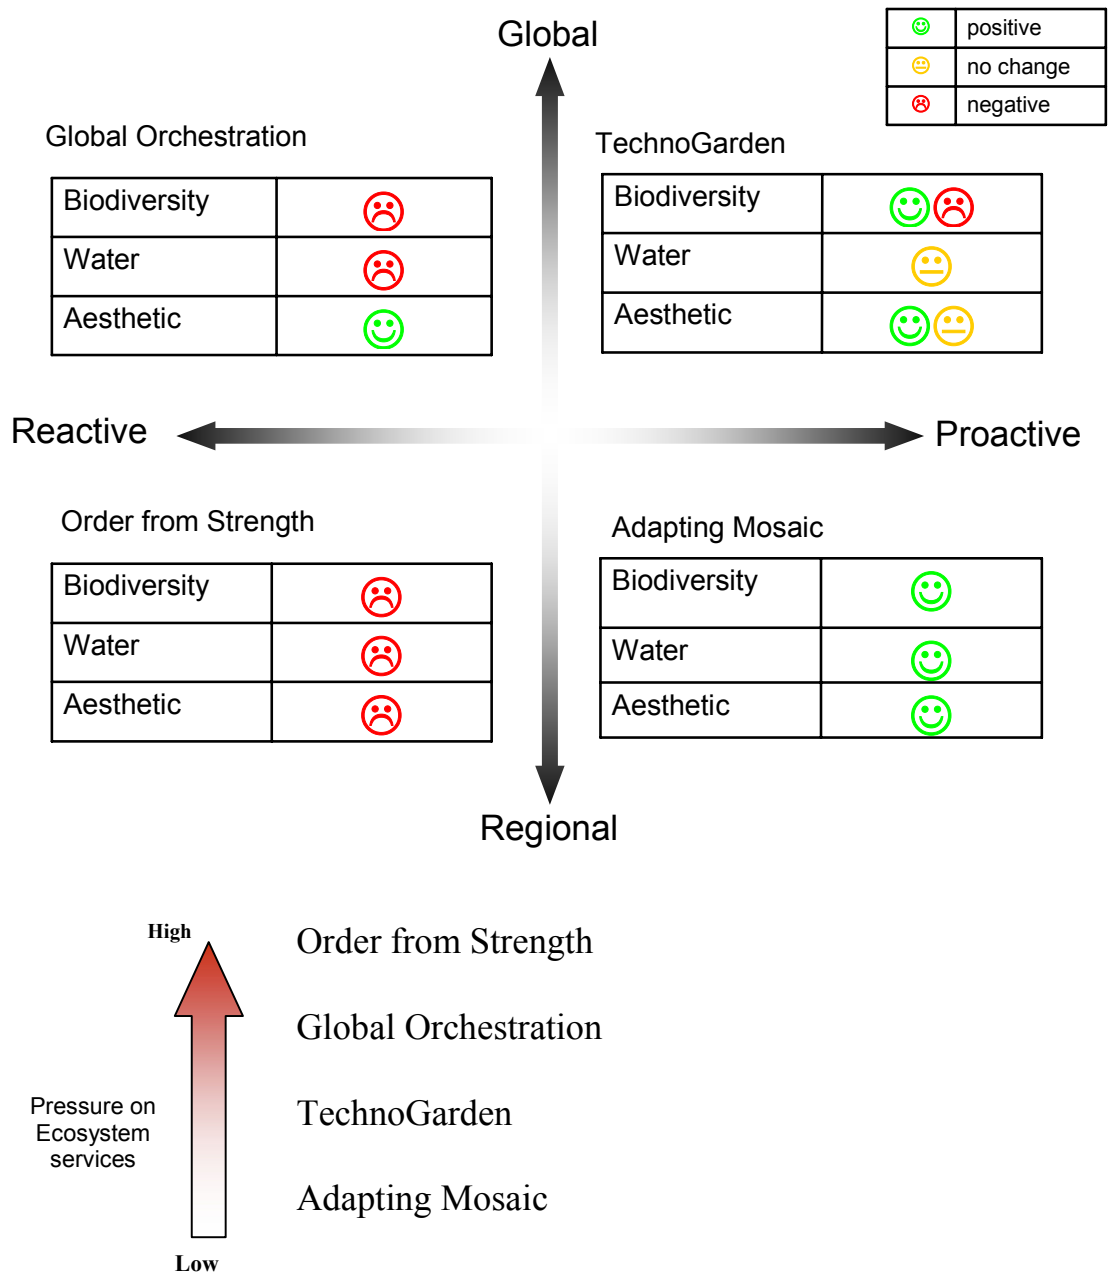 Global
positive
no change
negative
Global Orchestration
Biodiversity
Water
Aesthetic
TechnoGarden
Biodiversity
Water
Aesthetic
Reactive
Proactive
Order from Strength
Biodiversity
Water
Aesthetic
Adapting Mosaic
Biodiversity
Water
Aesthetic
Regional
High
Order from Strength
Global Orchestration
Pressure on
Ecosystem
services
TechnoGarden
Adapting Mosaic
Low